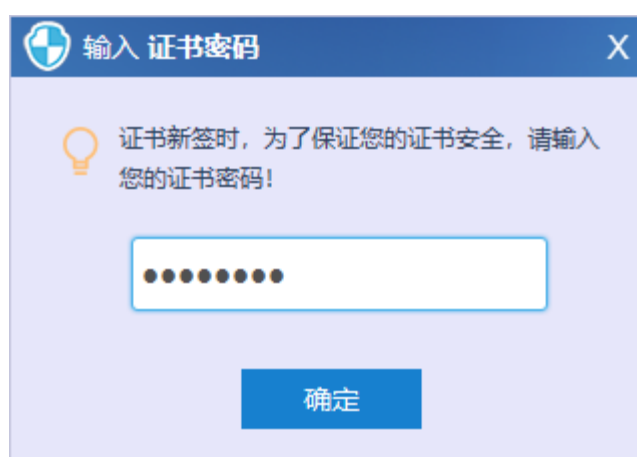 输入 证书密码 X
证书新签时，为了保证您的证书安全，请输入
您的证书密码！
●●●●●●●●
确定